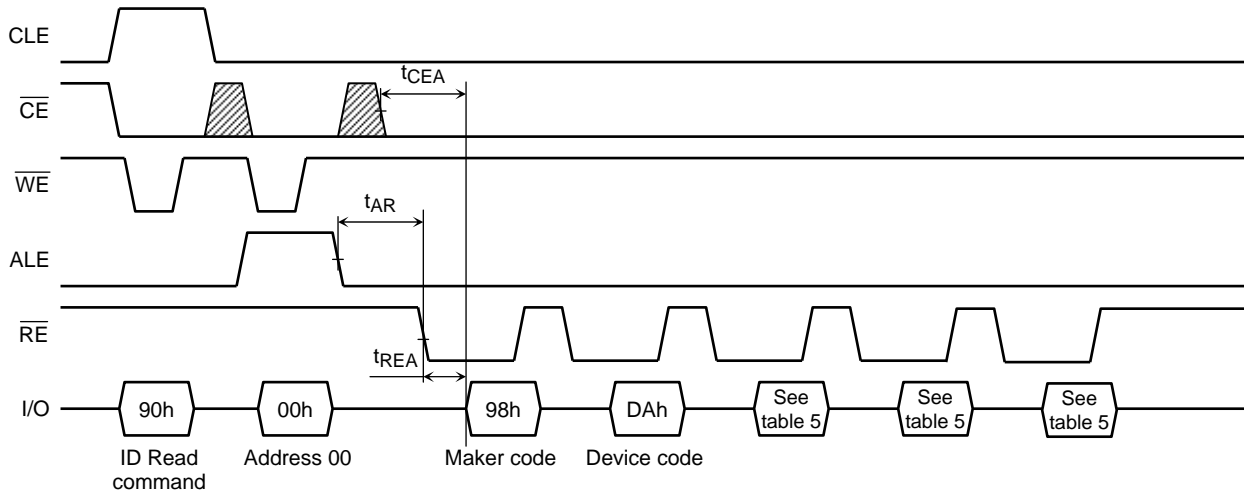 CLE
tCEA
CE
WE
tAR
ALE
RE
tREA
I/O
90h
00h
98h
DAh
See
table 5
See
table 5
See
table 5
ID Read
command
Address 00
Maker code
Device code